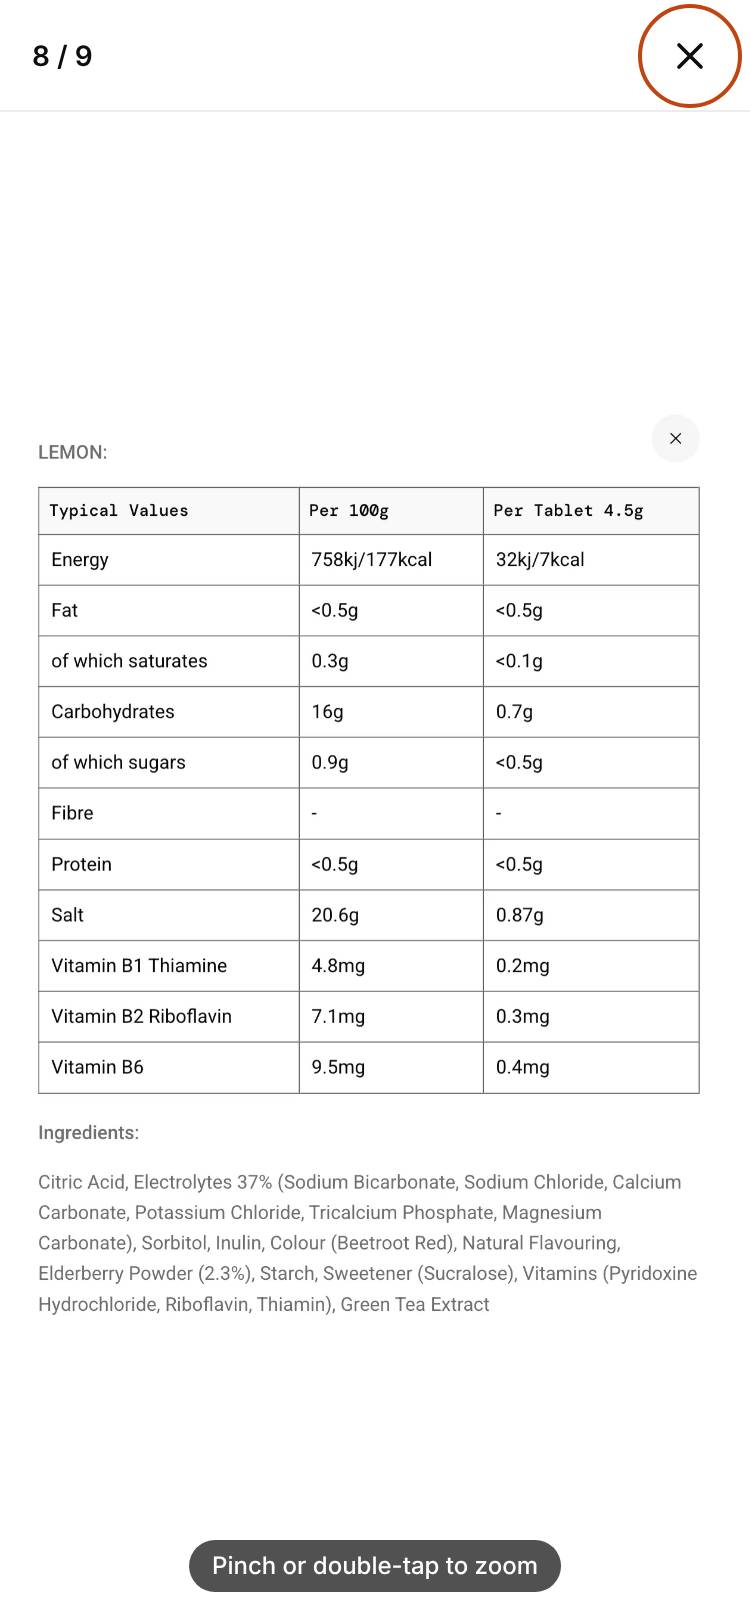 8 / 9
LEMON:
Typical Values Per 100g Per Tablet 4.5g
Energy 758kj/177kcal 32kj/7kcal
Fat <0.5g <0.5g
of which saturates 0.3g <0.1g
Carbohydrates 16g 0.7g
of which sugars 0.9g <0.5g
Fibre - -
Protein <0.5g <0.5g
Salt 20.6g 0.87g
Vitamin B1 Thiamine 4.8mg 0.2mg
Vitamin B2 Riboflavin 7.1mg 0.3mg
Vitamin B6 9.5mg 0.4mg
Ingredients:
Citric Acid, Electrolytes 37% (Sodium Bicarbonate, Sodium Chloride, Calcium
Carbonate, Potassium Chloride, Tricalcium Phosphate, Magnesium
Carbonate), Sorbitol, Inulin, Colour (Beetroot Red), Natural Flavouring,
Elderberry Powder (2.3%), Starch, Sweetener (Sucralose), Vitamins (Pyridoxine
Hydrochloride, Riboflavin, Thiamin), Green Tea Extract
Pinch or double-tap to zoom